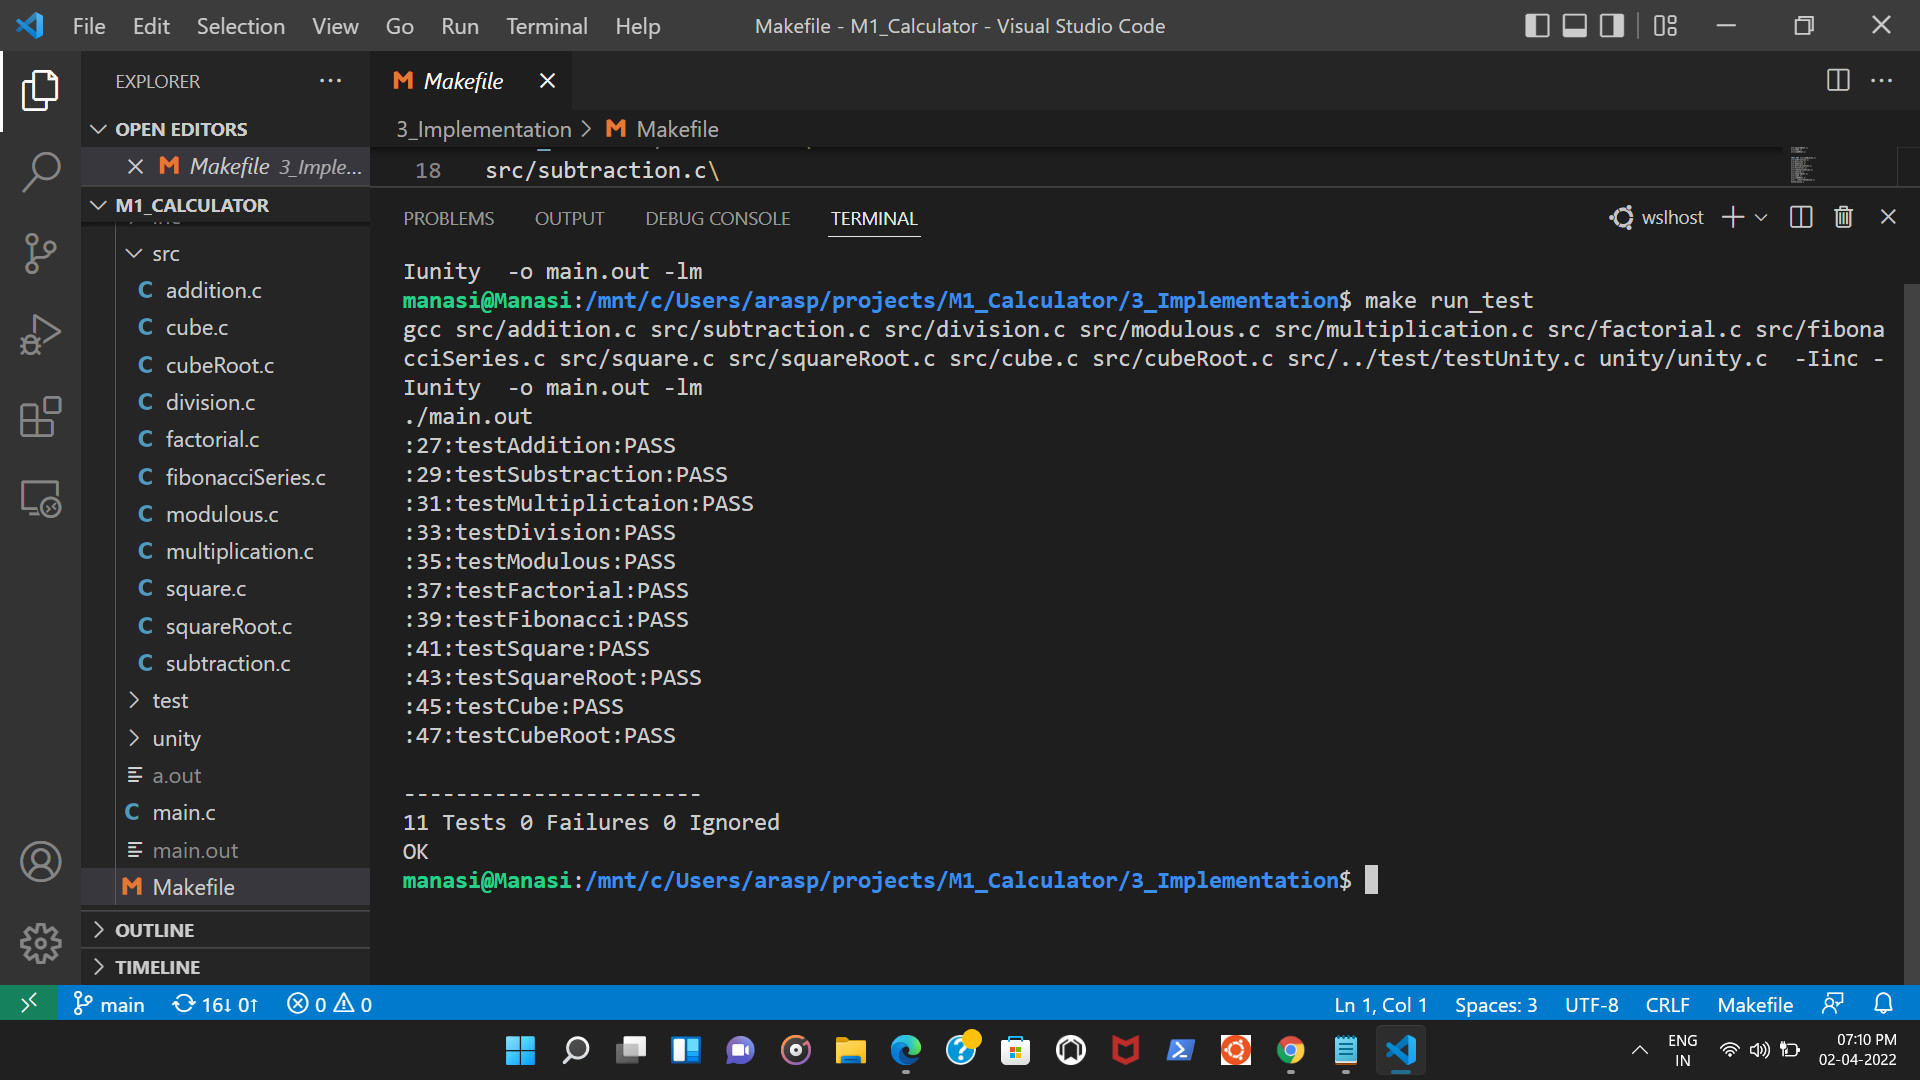 File Edit Selection View Go Run Terminal Help
Makefile - M1_Calculator - Visual Studio Code
EXPLORER
OPEN EDITORS
Makefile 3_Imple...
M1_CALCULATOR
src
addition.c
cube.c
cubeRoot.c
division.c
factorial.c
fibonacciSeries.c
modulous.c
multiplication.c
square.c
squareRoot.c
subtraction.c
test
unity
a.out
main.c
main.out
Makefile
OUTLINE
TIMELINE
Makefile
3_Implementation > Makefile
18 src/subtraction.c\
PROBLEMS OUTPUT DEBUG CONSOLE TERMINAL
wslhost
Iunity  -o main.out -lm
manasi@Manasi:/mnt/c/Users/arasp/projects/M1_Calculator/3_Implementation$ make run_test
gcc src/addition.c src/subtraction.c src/division.c src/modulous.c src/multiplication.c src/factorial.c src/fibona
cciSeries.c src/square.c src/squareRoot.c src/cube.c src/cubeRoot.c src/../test/testUnity.c unity/unity.c  -Iinc -
Iunity  -o main.out -lm
./main.out
:27:testAddition:PASS
:29:testSubstraction:PASS
:31:testMultiplictaion:PASS
:33:testDivision:PASS
:35:testModulous:PASS
:37:testFactorial:PASS
:39:testFibonacci:PASS
:41:testSquare:PASS
:43:testSquareRoot:PASS
:45:testCube:PASS
:47:testCubeRoot:PASS
-----------------------
11 Tests 0 Failures 0 Ignored
OK
manasi@Manasi:/mnt/c/Users/arasp/projects/M1_Calculator/3_Implementation$
main 16↓ 0↑ 0 0
Ln 1, Col 1 Spaces: 3 UTF-8 CRLF Makefile
ENG
IN
07:10 PM
02-04-2022